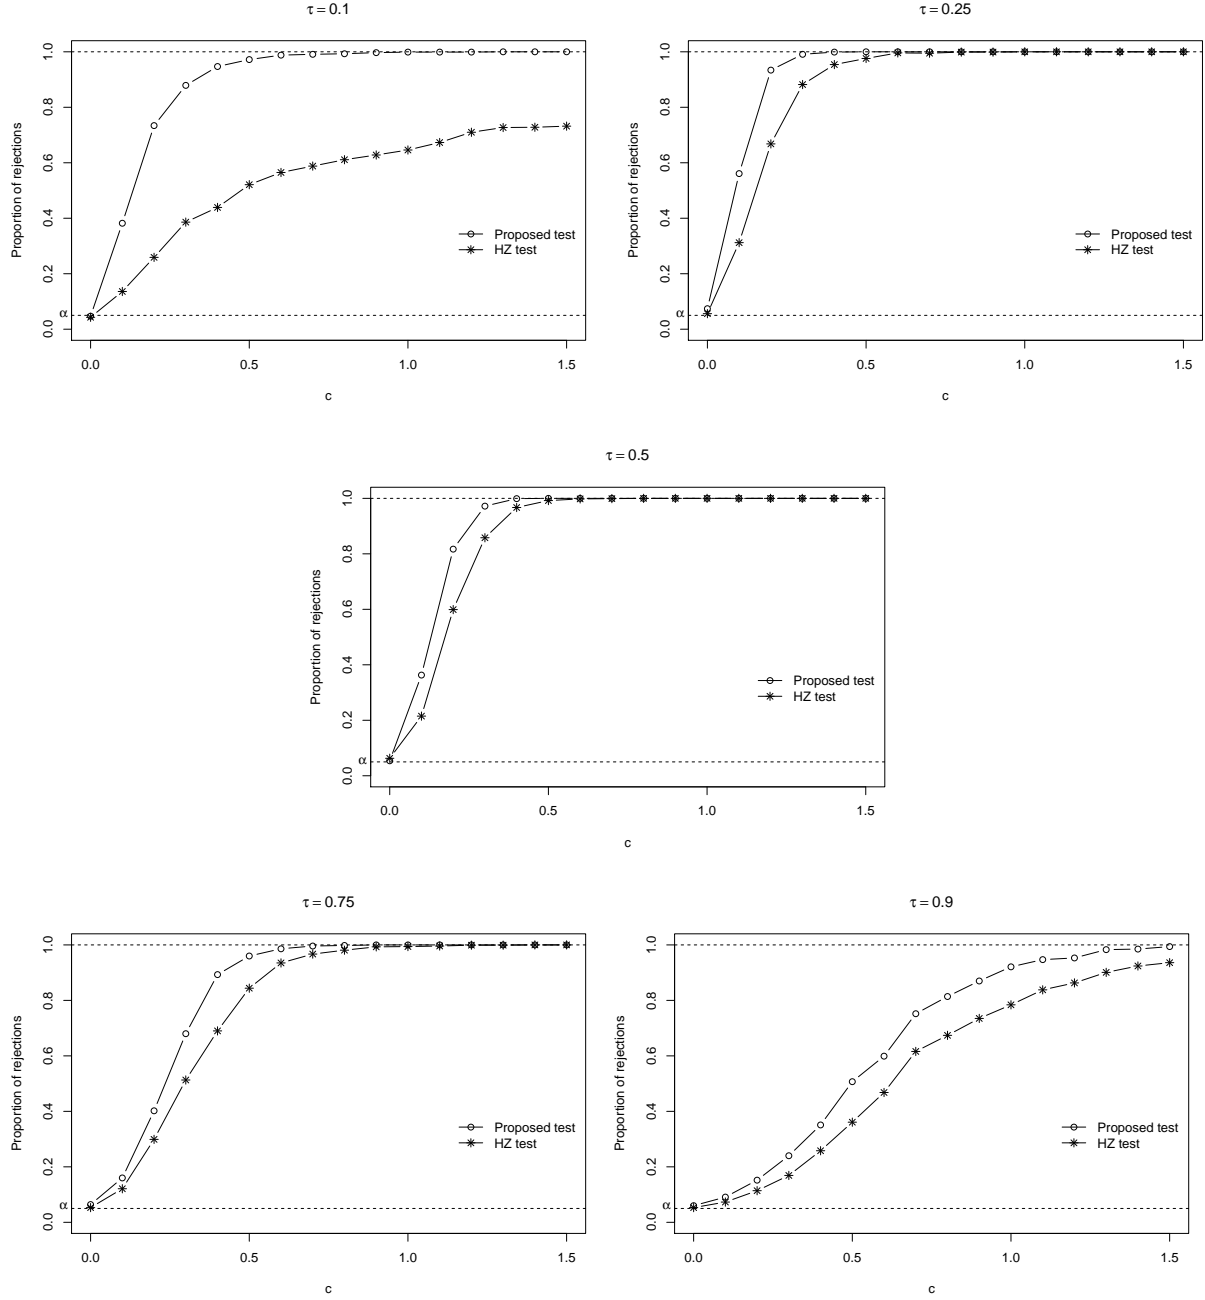 τ = 0.1
Proportion of rejections
1.0
0.8
0.6
0.4
0.2
α
0.0
Proposed test
HZ test
0.0 0.5 1.0 1.5
c
τ = 0.25
Proportion of rejections
1.0
0.8
0.6
0.4
0.2
α
0.0
Proposed test
HZ test
0.0 0.5 1.0 1.5
c
τ = 0.5
Proportion of rejections
1.0
0.8
0.6
0.4
0.2
α
0.0
Proposed test
HZ test
0.0 0.5 1.0 1.5
c
τ = 0.75
Proportion of rejections
1.0
0.8
0.6
0.4
0.2
α
0.0
Proposed test
HZ test
0.0 0.5 1.0 1.5
c
τ = 0.9
Proportion of rejections
1.0
0.8
0.6
0.4
0.2
α
0.0
Proposed test
HZ test
0.0 0.5 1.0 1.5
c